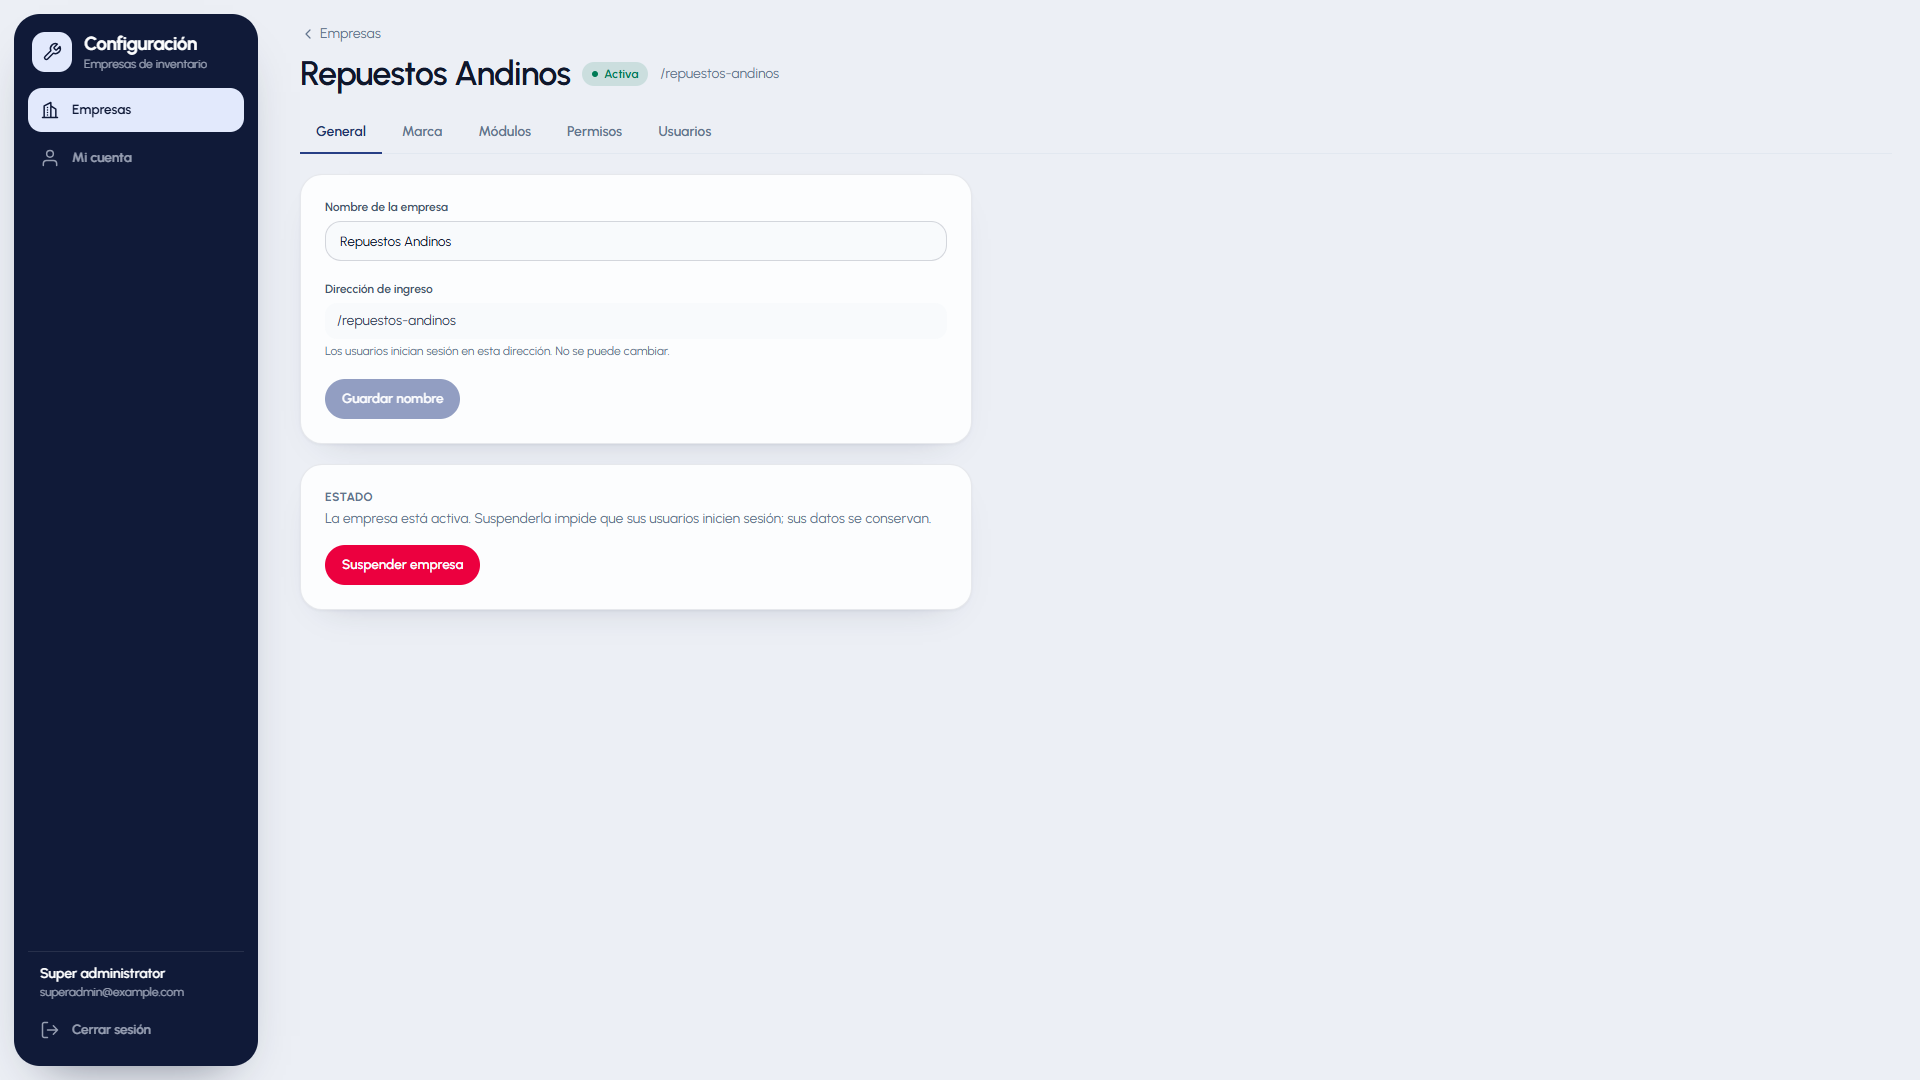 Configuración
Empresas de inventario
Empresas
Mi cuenta
Super administrator
superadmin@example.com
Cerrar sesión
Empresas
Repuestos Andinos
Activa
/repuestos-andinos
General
Marca
Módulos
Permisos
Usuarios
Nombre de la empresa
Repuestos Andinos
Dirección de ingreso
/repuestos-andinos
Los usuarios inician sesión en esta dirección. No se puede cambiar.
Guardar nombre
ESTADO
La empresa está activa. Suspenderla impide que sus usuarios inicien sesión; sus datos se conservan.
Suspender empresa